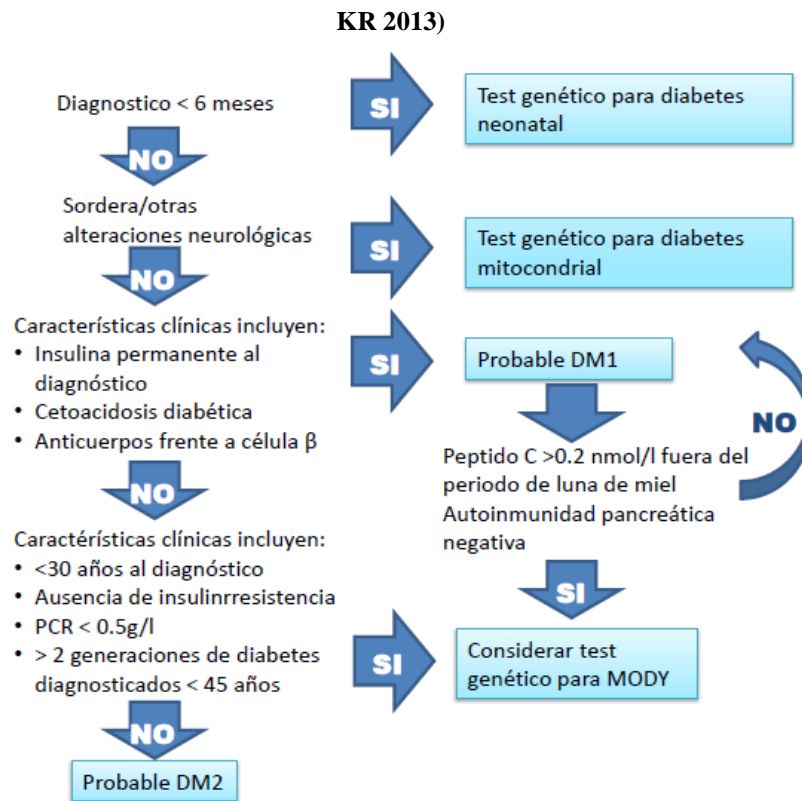 KR 2013)
Diagnostico < 6 meses
SI
Test genético para diabetes
neonatal
NO
Sordera/otras
alteraciones neurológicas
SI
Test genético para diabetes
mitocondrial
NO
Características clínicas incluyen:
• Insulina permanente al
diagnóstico
• Cetoacidosis diabética
• Anticuerpos frente a célula β
SI
Probable DM1
NO
Peptido C >0.2 nmol/l fuera del
periodo de luna de miel
Autoinmunidad pancreática
negativa
NO
Caractérísticas clínicas incluyen:
• <30 años al diagnóstico
• Ausencia de insulinrresistencia
• PCR < 0.5g/l
• > 2 generaciones de diabetes
diagnosticados < 45 años
SI
SI
Considerar test
genético para MODY
NO
Probable DM2